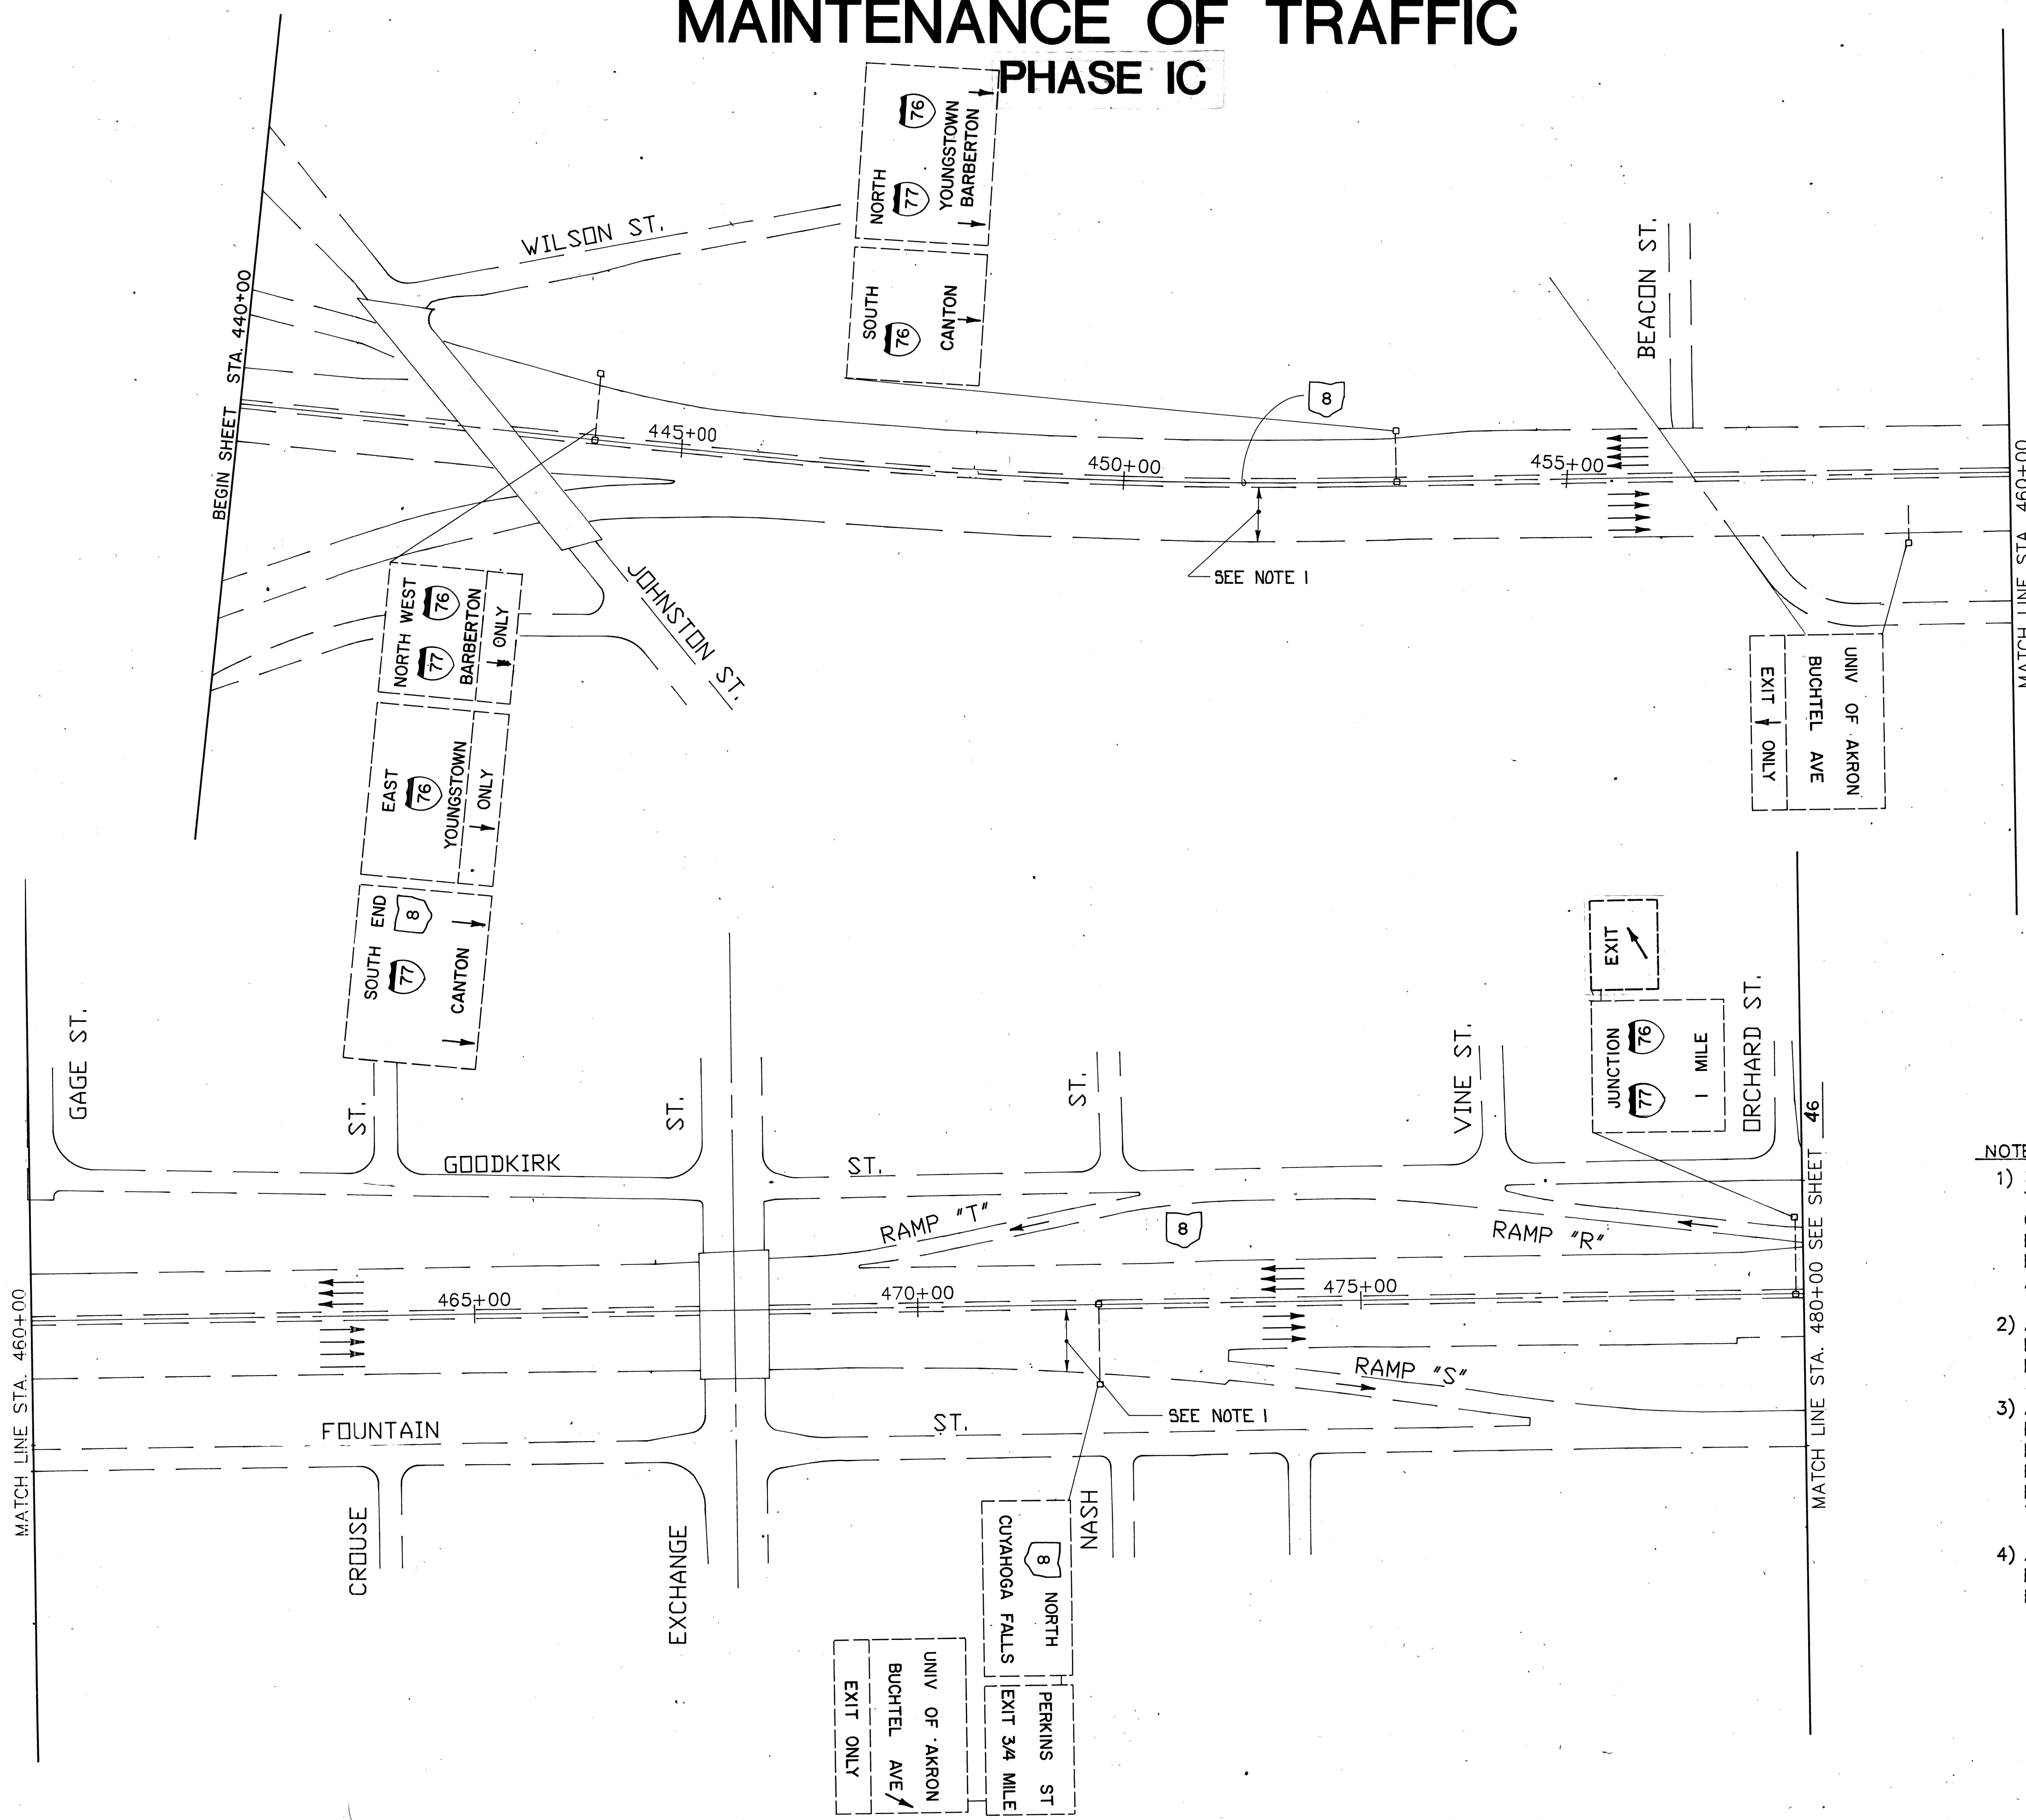 MAINTENANCE OF TRAFFIC
PHASE IC
NORTH
77
76
YOUNGSTOWN
BARBERTON
SOUTH
76
CANTON
WILSON ST.
BEACON ST.
BEGIN SHEET STA. 440+00
8
445+00
450+00
455+00
SEE NOTE 1
MATCH LINE STA. 460+00
JOHNSTON ST.
NORTH WEST
77
76
BARBERTON
ONLY
EAST
76
YOUNGSTOWN
ONLY
SOUTH END
77
8
CANTON
UNIV OF AKRON
BUCHTEL AVE
EXIT ONLY
EXIT
JUNCTION
77
76
1 MILE
GAGE ST.
ST.
ST.
ST.
VINE ST.
ORCHARD ST.
GOODKIRK
ST.
RAMP "T"
8
RAMP "R"
465+00
470+00
475+00
RAMP "S"
SEE NOTE 1
FOUNTAIN
ST.
MATCH LINE STA. 460+00
MATCH LINE STA. 480+00 SEE SHEET 46
CROUSE
EXCHANGE
NASH
8 NORTH
CUYAHOGA FALLS
PERKINS ST
EXIT 3/4 MILE
UNIV OF AKRON
BUCHTEL AVE
EXIT ONLY
NOTE
1)
2)
3)
4)